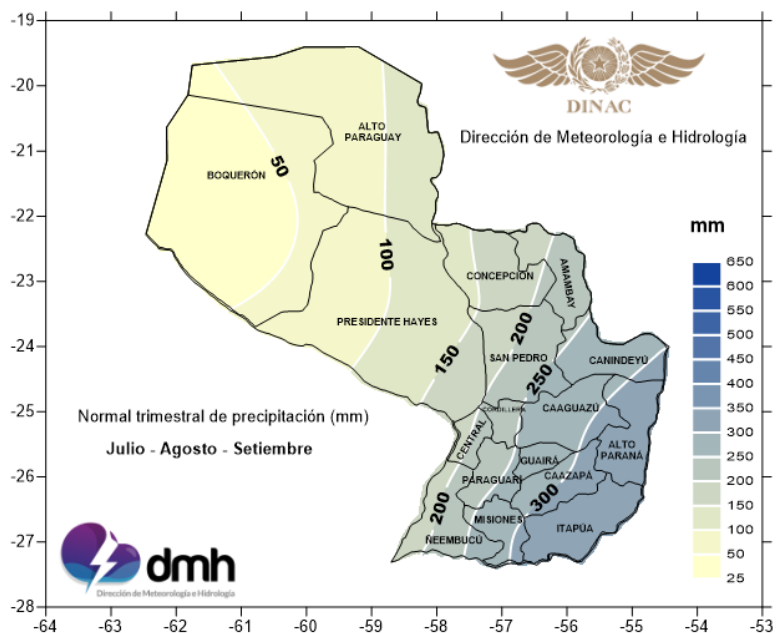 -19
-20
-21
-22
-23
-24
-25
-26
-27
-28
-64
-63
-62
-61
-60
-59
-58
-57
-56
-55
-54
-53
DINAC
Dirección de Meteorología e Hidrología
ALTO
PARAGUAY
BOQUERÓN
50
100
CONCEPCIÓN
AMAMBAY
PRESIDENTE HAYES
150
200
SAN PEDRO
250
CANINDEYÚ
CORDILLERA
CAAGUAZÚ
CENTRAL
ALTO
PARANÁ
GUAIRÁ
CAAZAPÁ
PARAGUARÍ
200
MISIONES
300
ITAPÚA
ÑEEMBUCÚ
mm
650
600
550
500
450
400
350
300
250
200
150
100
50
25
Normal trimestral de precipitación (mm)
Julio - Agosto - Setiembre
dmh
Dirección de Meteorología e Hidrología